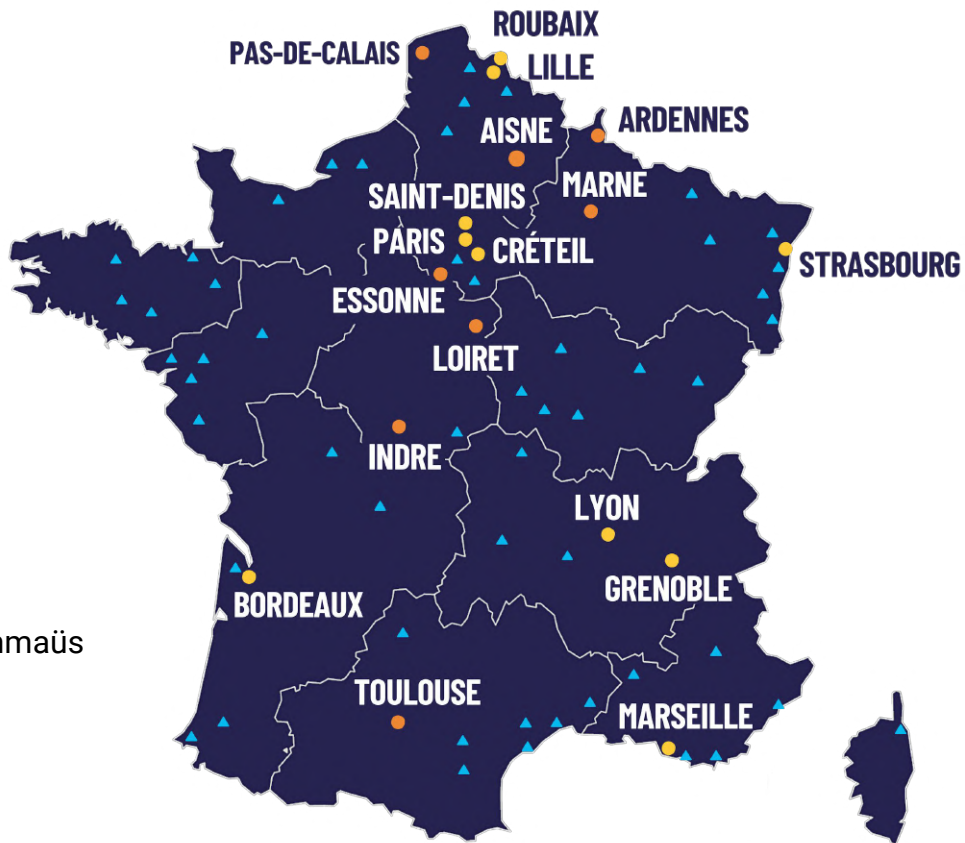 ROUBAIX
PAS-DE-CALAIS
LILLE
ARDENNES
AISNE
MARNE
SAINT-DENIS
PARIS
CRÉTEIL
STRASBOURG
ESSONNE
LOIRET
INDRE
LYON
GRENOBLE
BORDEAUX
TOULOUSE
MARSEILLE